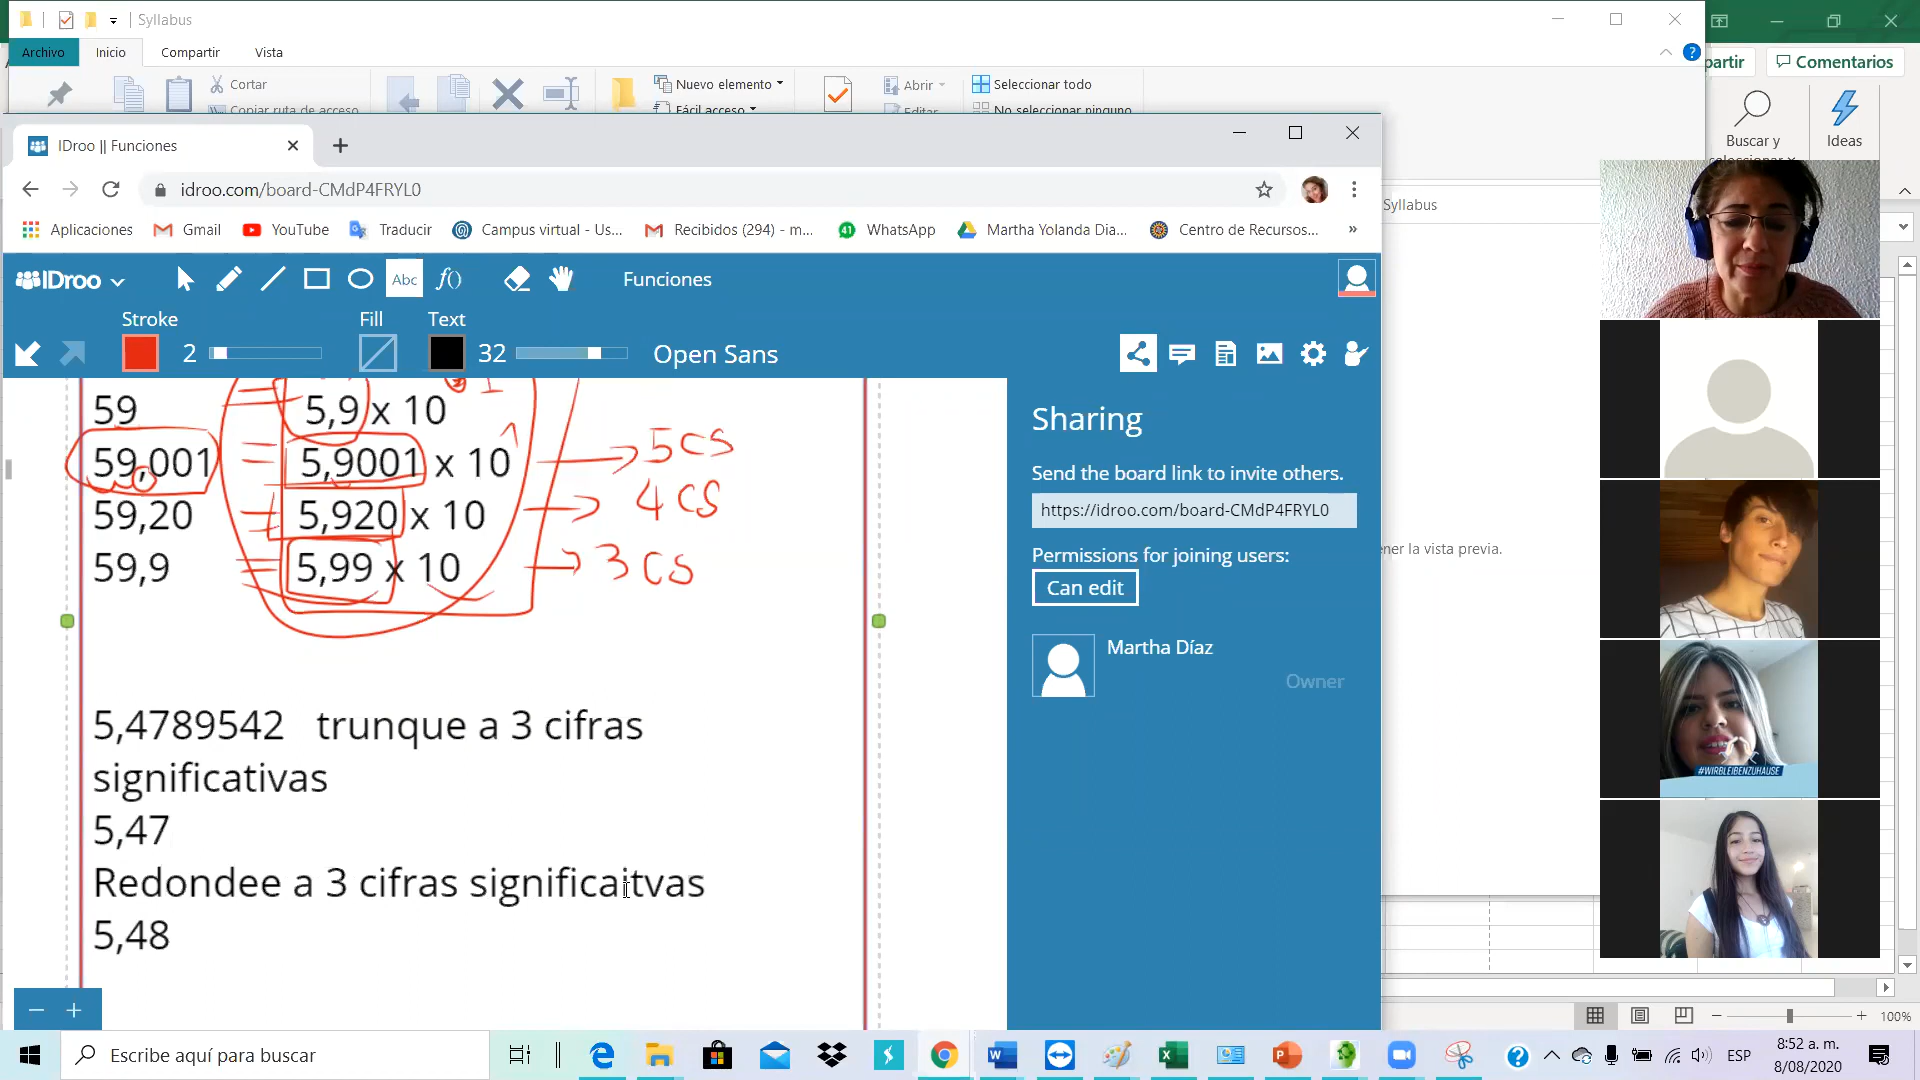 Syllabus
Archivo Inicio Compartir Vista
Cortar
Copiar ruta de acceso
Nuevo elemento
Fácil acceso
Abrir
Editar
Seleccionar todo
No seleccionar ninguno
partir Comentarios
Buscar y
seleccionar
Ideas
IDroo || Funciones
idroo.com/board-CMdP4FRYL0
Aplicaciones Gmail YouTube Traducir Campus virtual - Us... Recibidos (294) - m... 41 WhatsApp Martha Yolanda Dia... Centro de Recursos... »
IDroo Abc f() Funciones
Stroke Fill Text
2 32 Open Sans
59 5,9 x 10 1
59,001 = 5,9001 x 10 → 5 CS
59,20 = 5,920 x 10 → 4 CS
59,9 = 5,99 x 10 → 3 CS
5,4789542 trunque a 3 cifras
significativas
5,47
Redondee a 3 cifras significaitvas
5,48
Sharing
Send the board link to invite others.
https://idroo.com/board-CMdP4FRYL0
Permissions for joining users:
Can edit
Martha Díaz
Owner
Syllabus
ener la vista previa.
#WIRBLEIBENZUHAUSE
100%
Escribe aquí para buscar
ESP
8:52 a. m.
8/08/2020